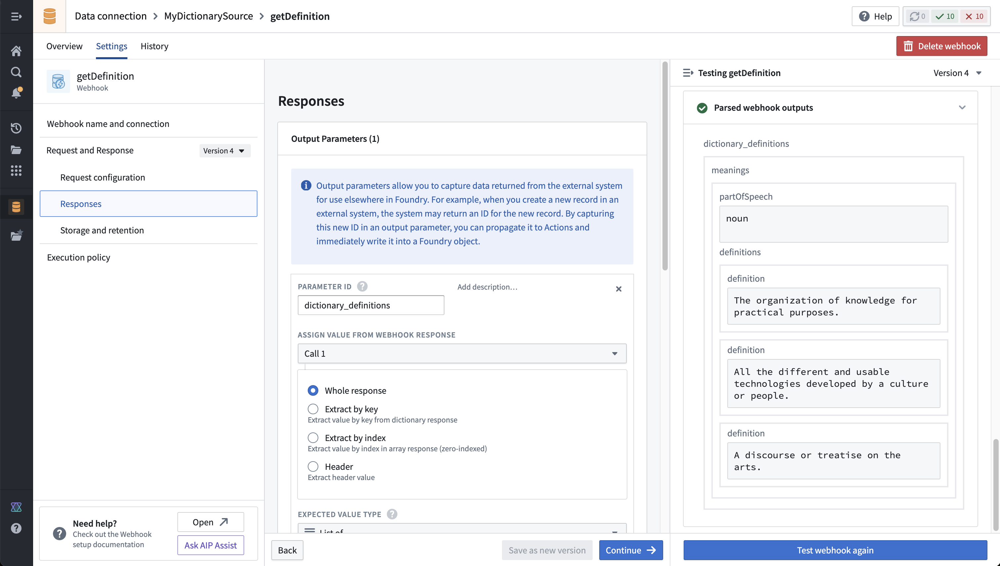 Data connection > MyDictionarySource > getDefinition
Help
0
10
10
Overview
Settings
History
Delete webhook
getDefinition
Webhook
Webhook name and connection
Request and Response
Version 4
Request configuration
Responses
Storage and retention
Execution policy
Need help?
Check out the Webhook
setup documentation
Open
Ask AIP Assist
Responses
Output Parameters (1)
Output parameters allow you to capture data returned from the external system
for use elsewhere in Foundry. For example, when you create a new record in an
external system, the system may return an ID for the new record. By capturing
this new ID in an output parameter, you can propagate it to Actions and
immediately write it into a Foundry object.
PARAMETER ID
Add description…
dictionary_definitions
ASSIGN VALUE FROM WEBHOOK RESPONSE
Call 1
Whole response
Extract by key
Extract value by key from dictionary response
Extract by index
Extract value by index in array response (zero-indexed)
Header
Extract header value
EXPECTED VALUE TYPE
List of
Back
Save as new version
Continue
Testing getDefinition
Version 4
Parsed webhook outputs
dictionary_definitions
meanings
partOfSpeech
noun
definitions
definition
The organization of knowledge for
practical purposes.
definition
All the different and usable
technologies developed by a culture
or people.
definition
A discourse or treatise on the
arts.
Test webhook again